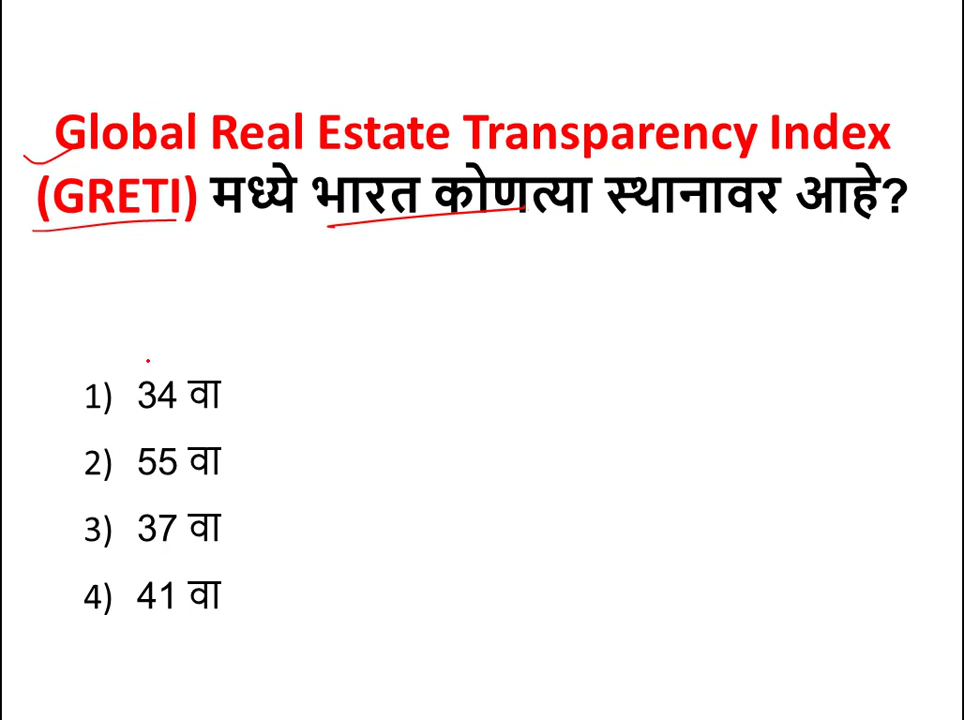 Global Real Estate Transparency Index
(GRETI) मध्ये भारत कोणत्या स्थानावर आहे?
1) 34 वा
2) 55 वा
3) 37 वा
4) 41 वा